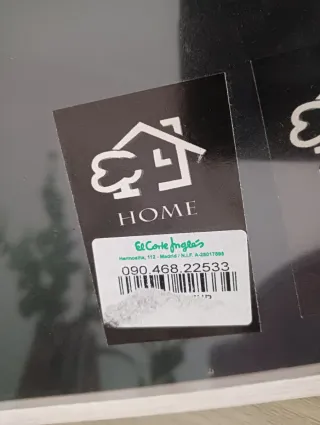 HOME
El Corte Inglés
Hermosilla, 112 - Madrid / N.I.F. A-28017895
090.468.22533